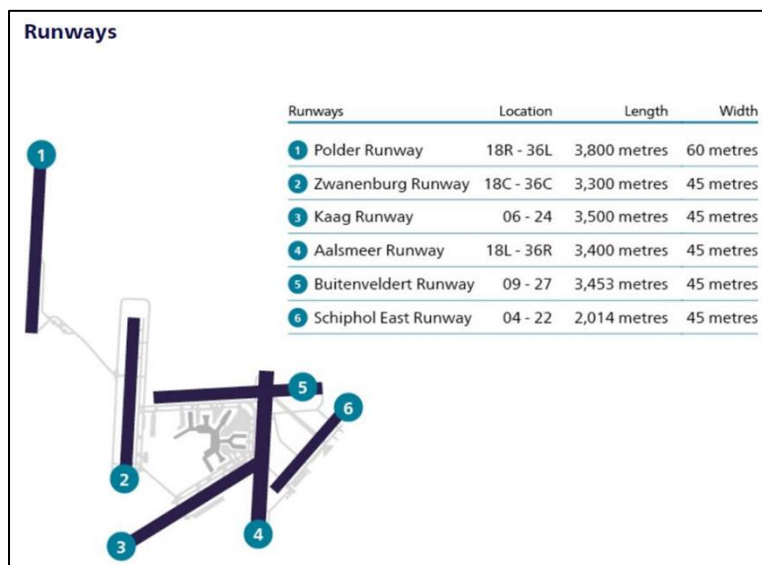 Runways
Runways Location Length Width
1 Polder Runway 18R - 36L 3,800 metres 60 metres
2 Zwanenburg Runway 18C - 36C 3,300 metres 45 metres
3 Kaag Runway 06 - 24 3,500 metres 45 metres
4 Aalsmeer Runway 18L - 36R 3,400 metres 45 metres
5 Buitenveldert Runway 09 - 27 3,453 metres 45 metres
6 Schiphol East Runway 04 - 22 2,014 metres 45 metres
1
5
6
2
4
3